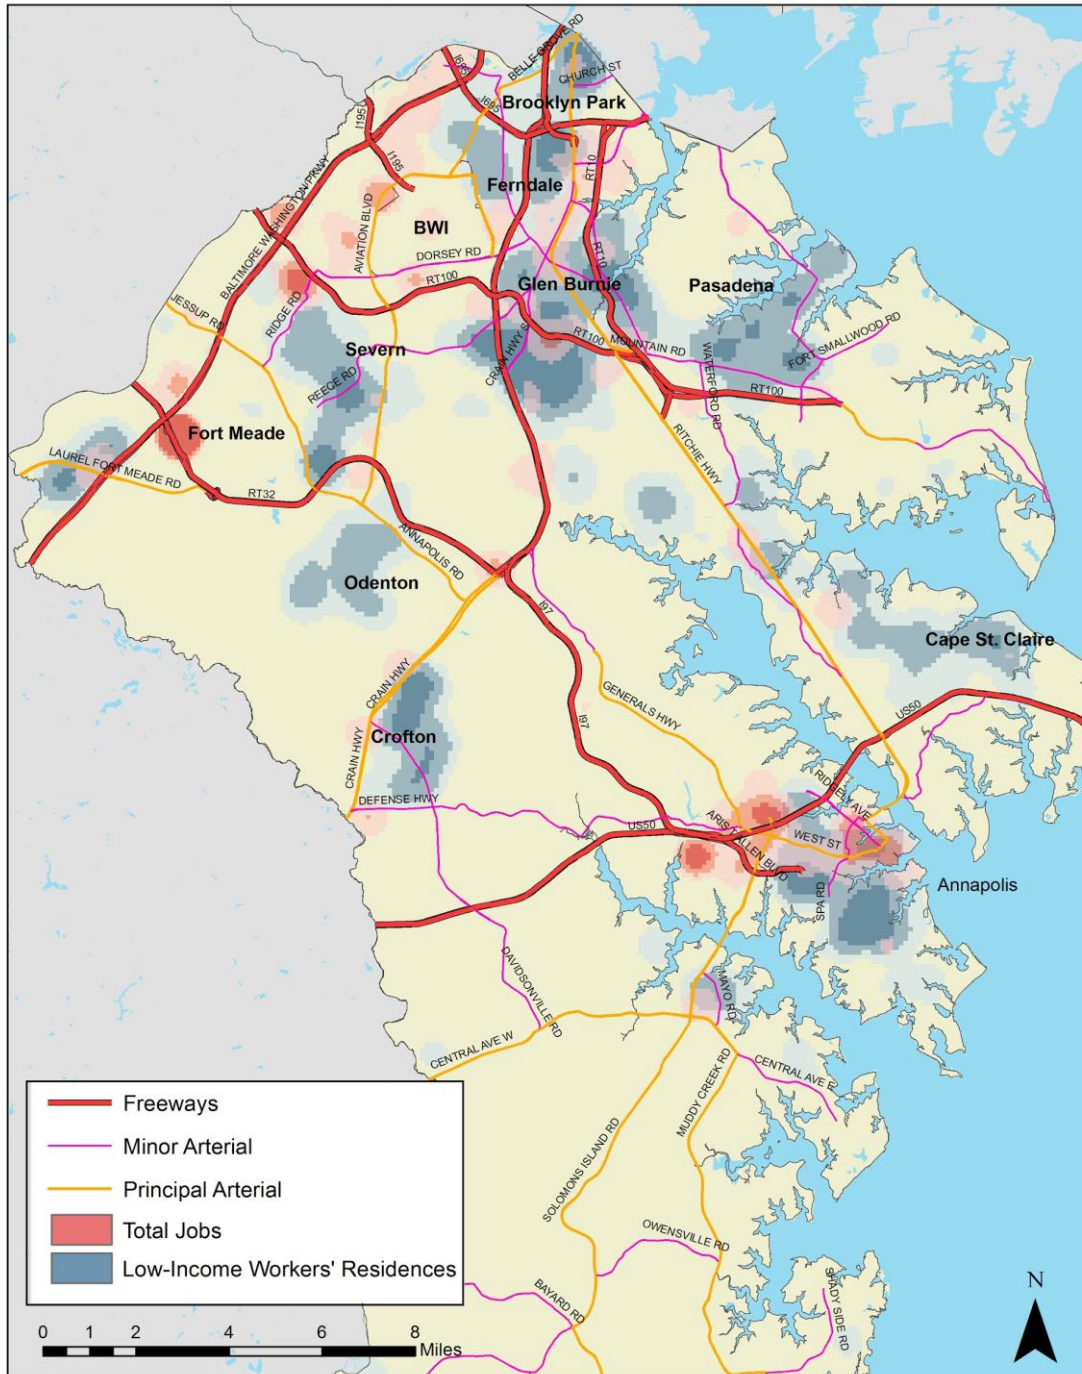 BELLE GROVE RD
I695
CHURCH ST
Brooklyn Park
I695
I195
I195
RT10
BALTIMORE WASHINGTON PKWY
Ferndale
AVIATION BLVD
BWI
DORSEY RD
RT10
RT100
Glen Burnie
Pasadena
JESSUP RD
RIDGE RD
FORT SMALLWOOD RD
Severn
CRAIN HWY S
RT100
MOUNTAIN RD
WATERFORD RD
REECE RD
RT100
Fort Meade
RITCHIE HWY
LAUREL FORT MEADE RD
RT32
ANNAPOLIS RD
Odenton
I97
Cape St. Claire
CRAIN HWY
GENERALS HWY
US50
I97
Crofton
CRAIN HWY
DEFENSE HWY
RIDGELY AVE
US50
ARIS T ALLEN BLVD
WEST ST
SPA RD
Annapolis
DAVIDSONVILLE RD
MAYO RD
CENTRAL AVE W
CENTRAL AVE E
MUDDY CREEK RD
SOLOMONS ISLAND RD
OWENSVILLE RD
BAYARD RD
SHADY SIDE RD
Freeways
Minor Arterial
Principal Arterial
Total Jobs
Low-Income Workers' Residences
N
0 1 2 4 6 8
Miles